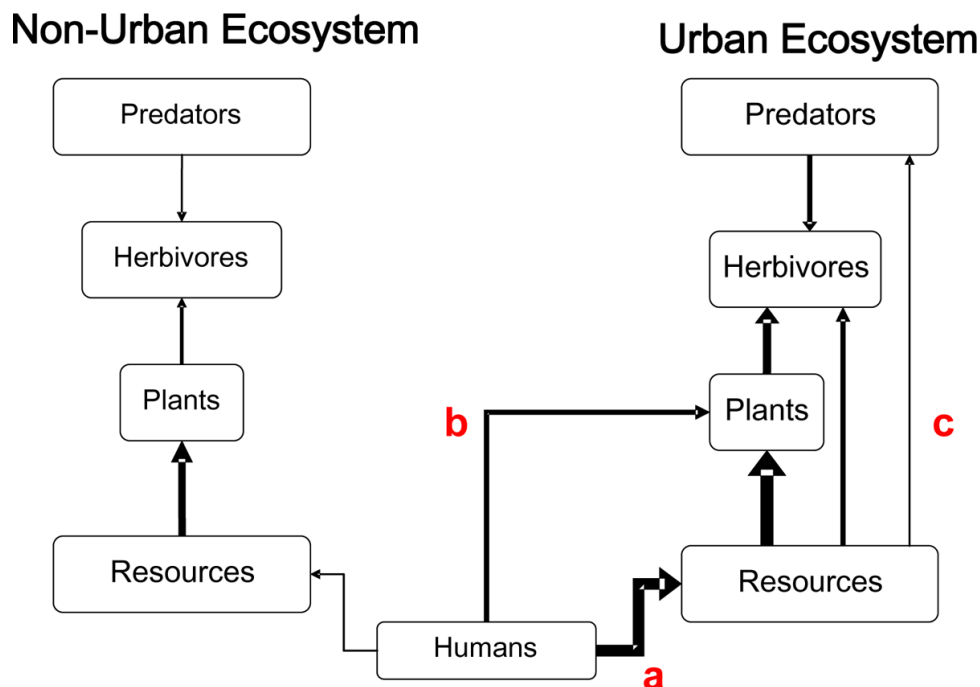 Non-Urban Ecosystem
Urban Ecosystem
Predators
Predators
Herbivores
Herbivores
Plants
Plants
b
c
Resources
Resources
Humans
a